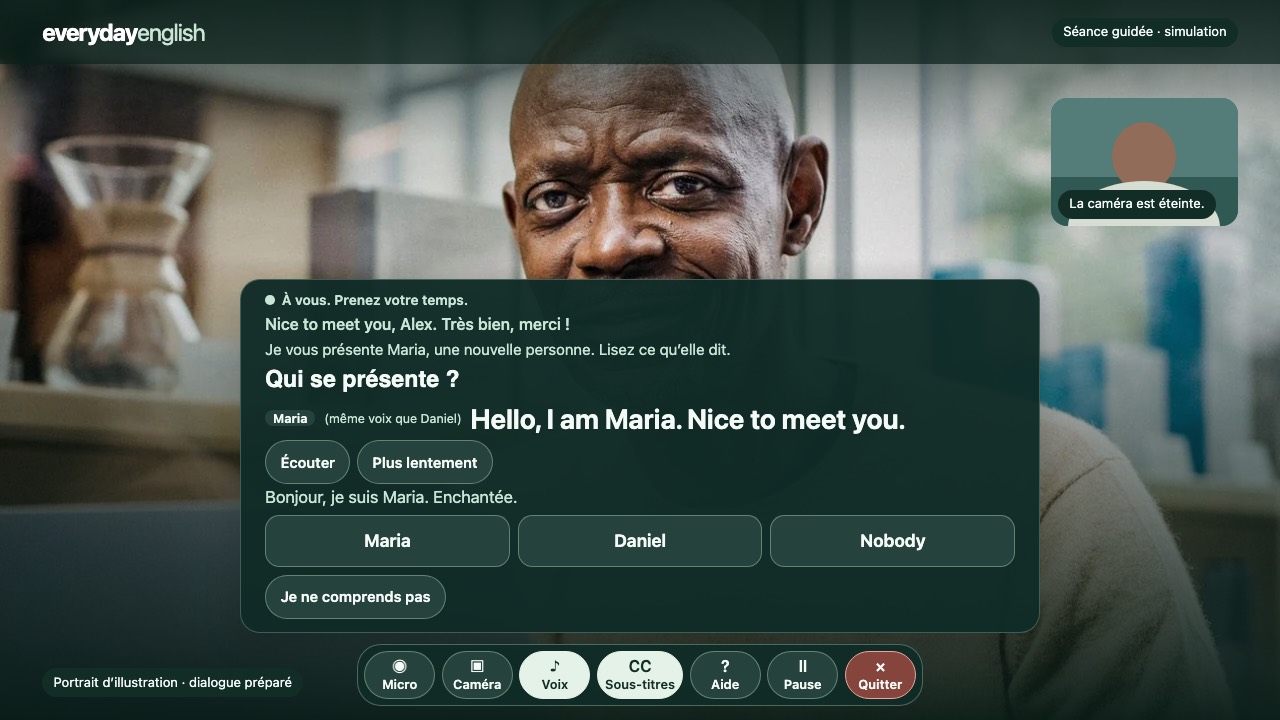 everydayenglish
Séance guidée · simulation
La caméra est éteinte.
À vous. Prenez votre temps.
Nice to meet you, Alex. Très bien, merci !
Je vous présente Maria, une nouvelle personne. Lisez ce qu’elle dit.
Qui se présente ?
Maria (même voix que Daniel) Hello, I am Maria. Nice to meet you.
Écouter Plus lentement
Bonjour, je suis Maria. Enchantée.
Maria Daniel Nobody
Je ne comprends pas
CC
Micro Caméra Voix Sous-titres Aide Pause Quitter
Portrait d’illustration · dialogue préparé